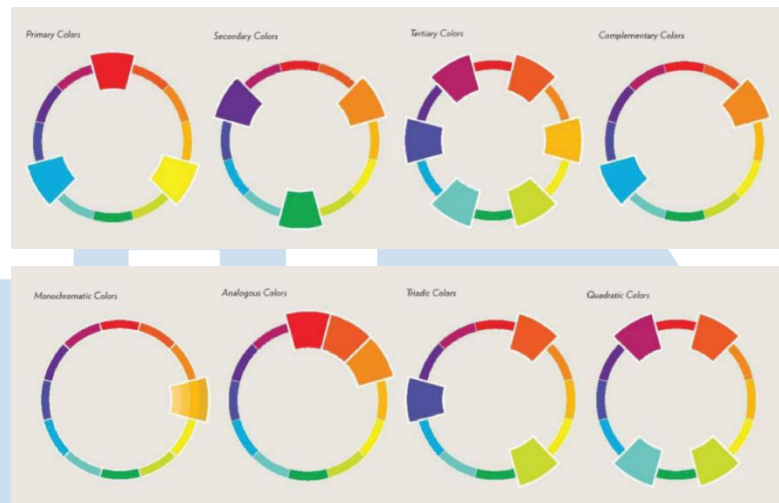 Primary Colors
Secondary Colors
Tertiary Colors
Complementary Colors
Monochromatic Colors
Analogous Colors
Triadic Colors
Quadratic Colors